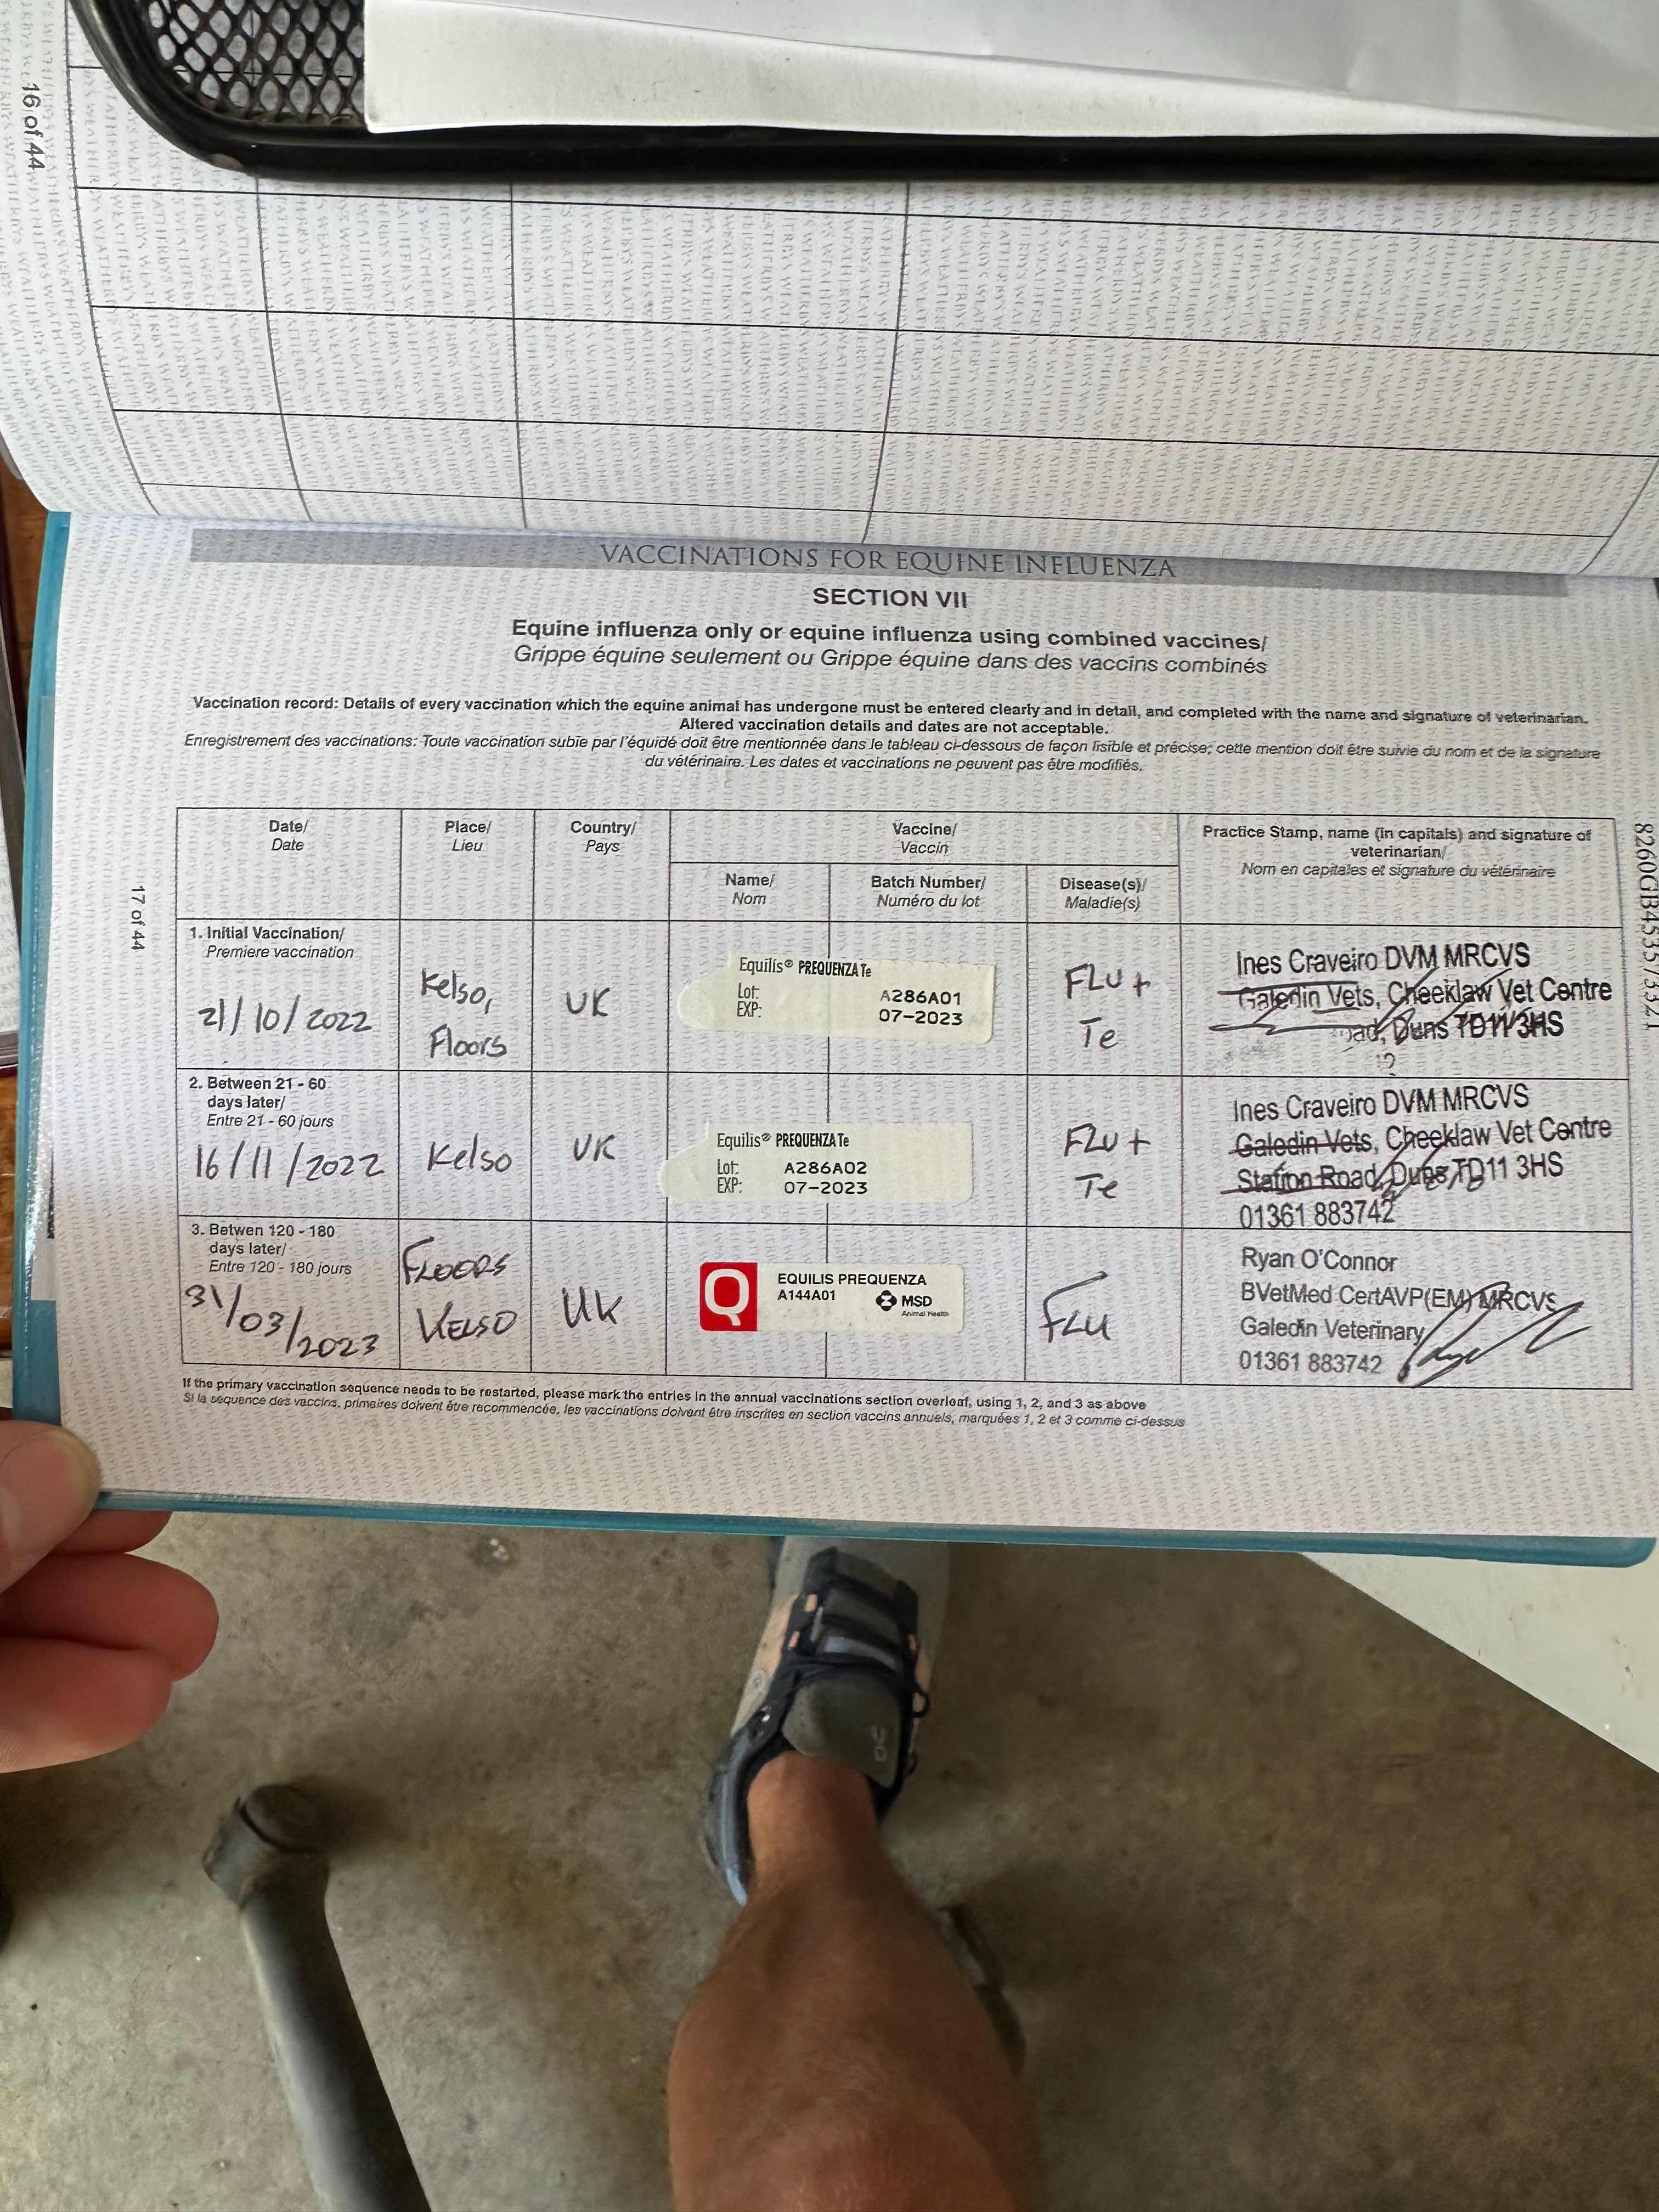 16 of 44
VACCINATIONS FOR EQUINE INFLUENZA
SECTION VII
Equine influenza only or equine influenza using combined vaccines/
Grippe équine seulement ou Grippe équine dans des vaccins combinés
Vaccination record: Details of every vaccination which the equine animal has undergone must be entered clearly and in detail, and completed with the name and signature of veterinarian.
Altered vaccination details and dates are not acceptable.
Enregistrement des vaccinations: Toute vaccination subie par l'équidé doit être mentionnée dans le tableau ci-dessous de façon lisible et précise; cette mention doit être suivie du nom et de la signature
du vétérinaire. Les dates et vaccinations ne peuvent pas être modifiés.
Date/
Date
Place/
Lieu
Country/
Pays
Vaccine/
Vaccin
Name/
Nom
Batch Number/
Numéro du lot
Disease(s)/
Maladie(s)
Practice Stamp, name (in capitals) and signature of
veterinarian/
Nom en capitales et signature du vétérinaire
1. Initial Vaccination/
Premiere vaccination
21/10/2022
Kelso,
Floors
UK
Equilis® PREQUENZA Te
Lot: A286A01
EXP: 07-2023
FLU +
Te
Ines Craveiro DVM MRCVS
Galedin Vets, Cheeklaw Vet Centre
oad, Duns TD11 3HS
2. Between 21 - 60
days later/
Entre 21 - 60 jours
16/11/2022
Kelso
UK
Equilis® PREQUENZA Te
Lot: A286A02
EXP: 07-2023
FLU +
Te
Ines Craveiro DVM MRCVS
Galedin Vets, Cheeklaw Vet Centre
Station Road, Duns TD11 3HS
01361 883742
3. Betwen 120 - 180
days later/
Entre 120 - 180 jours
31/03/2023
FLOORS
KELSO
UK
Q
EQUILIS PREQUENZA
A144A01
MSD
Animal Health
FLU
Ryan O'Connor
BVetMed CertAVP(EM) MRCVS
Galedin Veterinary
01361 883742
If the primary vaccination sequence needs to be restarted, please mark the entries in the annual vaccinations section overleaf, using 1, 2, and 3 as above
Si la sequence des vaccins, primaires doivent être recommencée, les vaccinations doivent être inscrites en section vaccins annuels, marquées 1, 2 et 3 comme ci-dessus
17 of 44